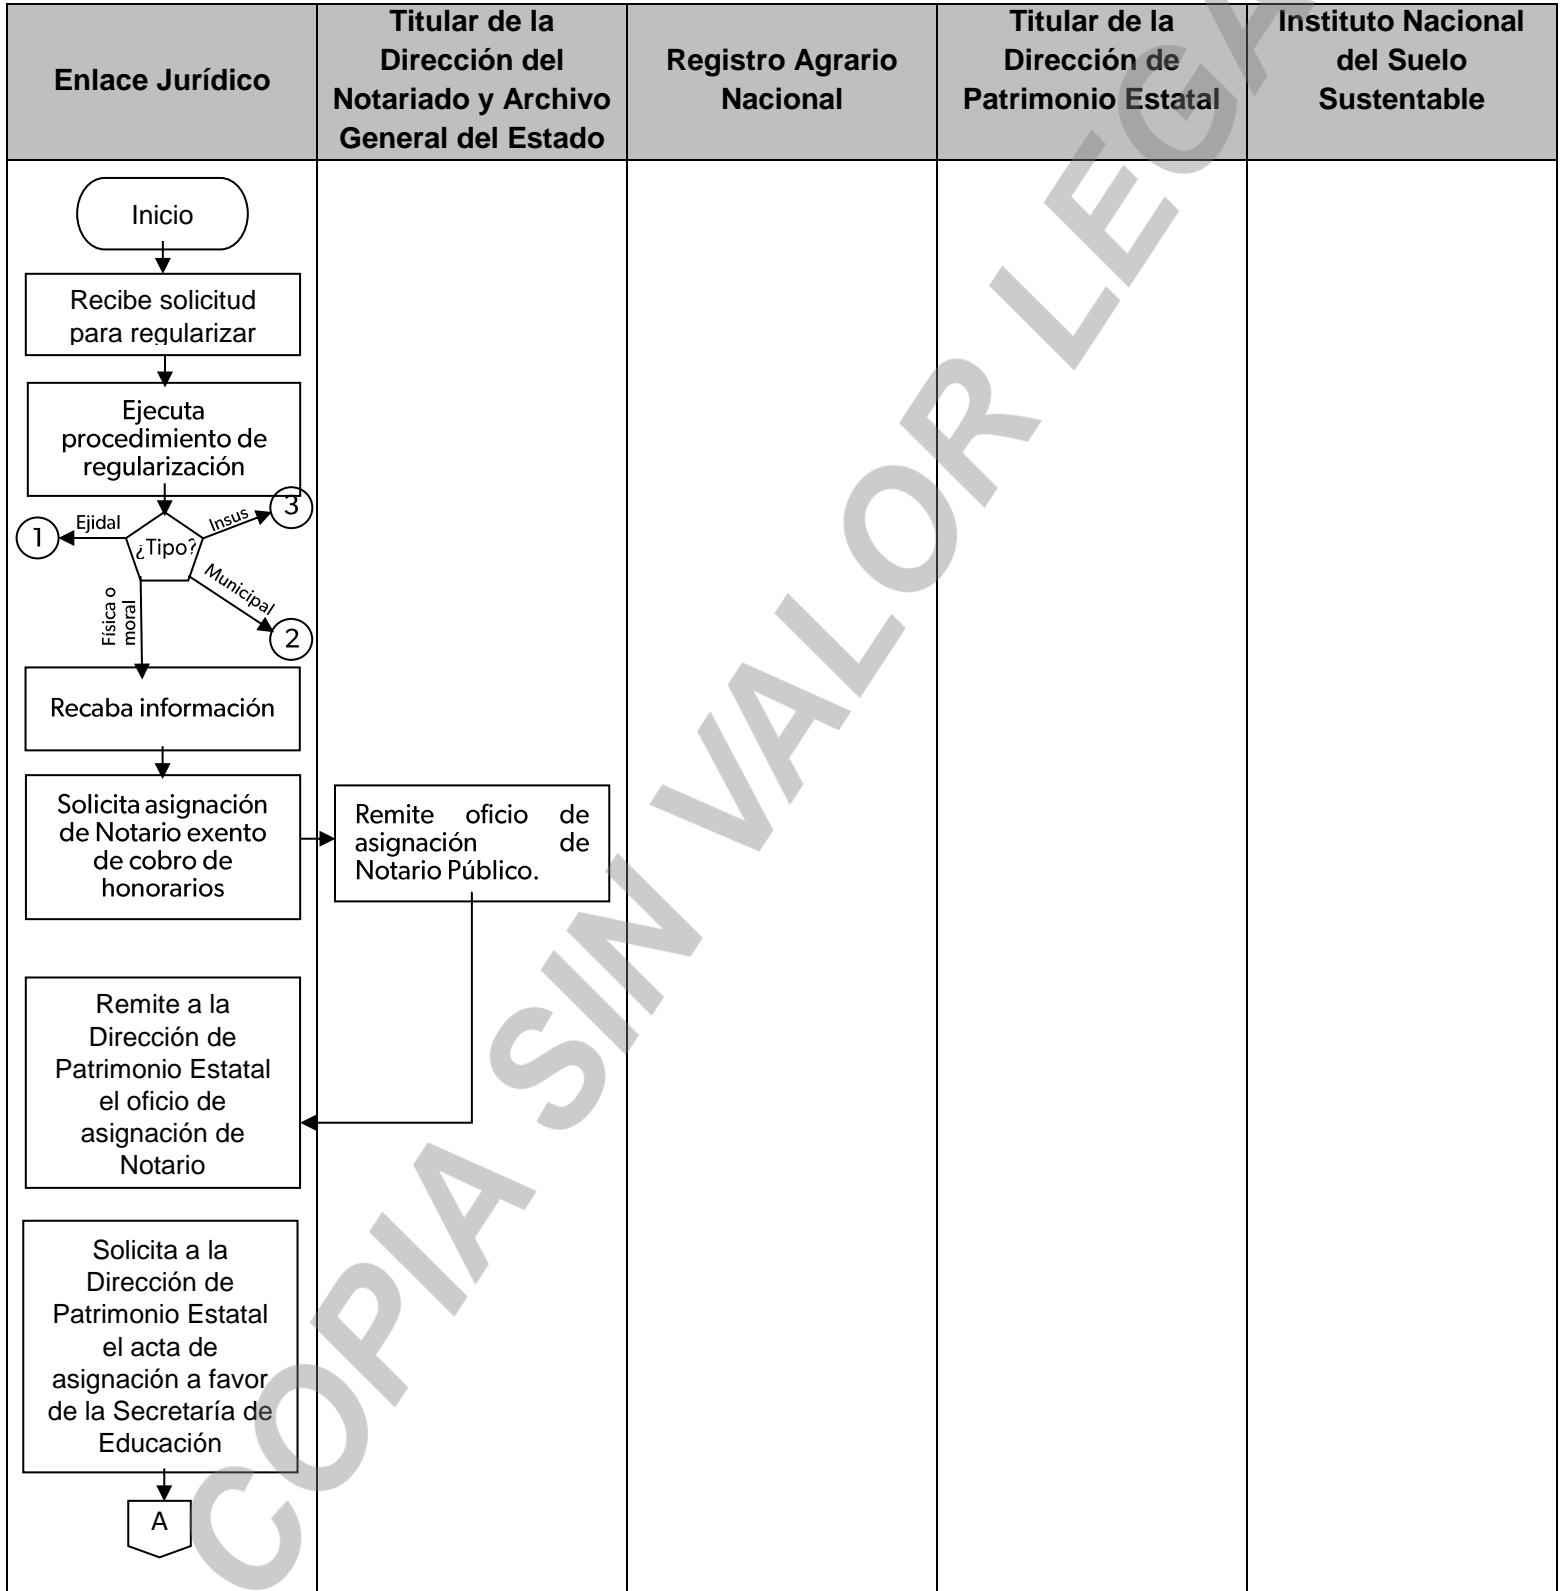 Enlace Jurídico
Titular de la
Dirección del
Notariado y Archivo
General del Estado
Registro Agrario
Nacional
Titular de la
Dirección de
Patrimonio Estatal
Instituto Nacional
del Suelo
Sustentable
Inicio
Recibe solicitud
para regularizar
Ejecuta
procedimiento de
regularización
¿Tipo?
Ejidal
1
Insus
3
Municipal
2
Física o
moral
Recaba información
Solicita asignación
de Notario exento
de cobro de
honorarios
Remite oficio de
asignación de
Notario Público.
Remite a la
Dirección de
Patrimonio Estatal
el oficio de
asignación de
Notario
Solicita a la
Dirección de
Patrimonio Estatal
el acta de
asignación a favor
de la Secretaría de
Educación
A
COPIA SIN VALOR LEGA